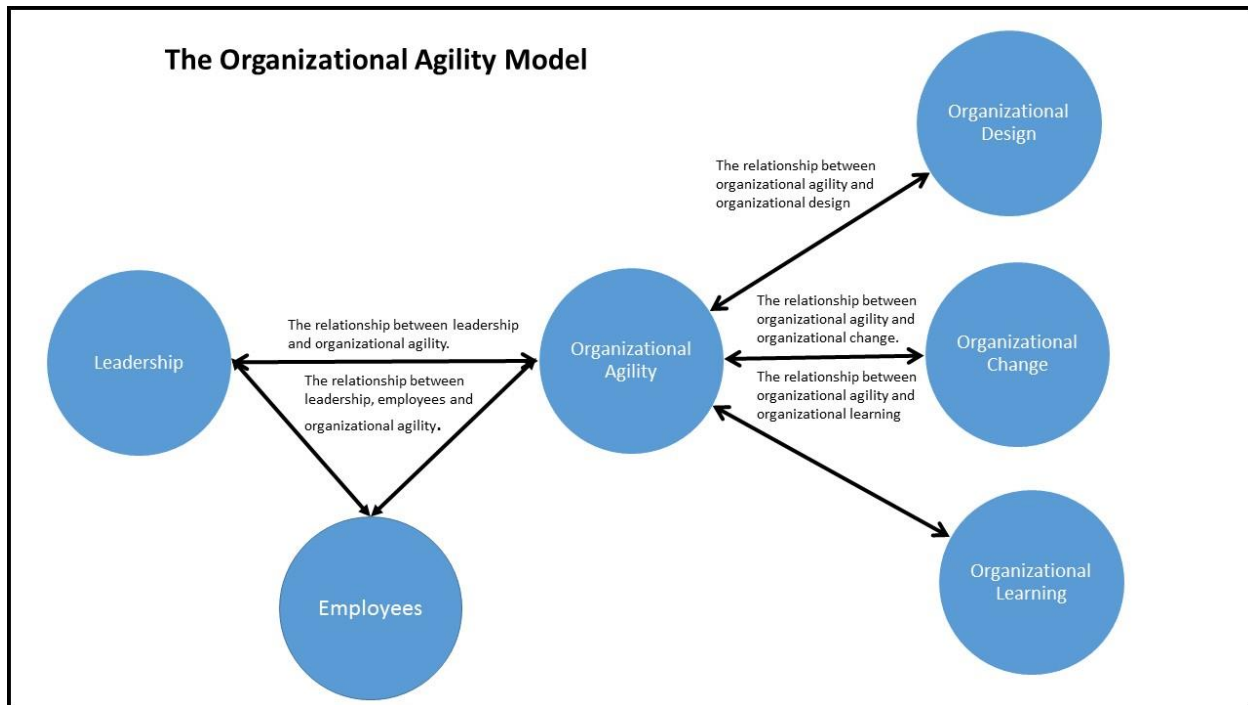 The Organizational Agility Model
Organizational
Design
The relationship between
organizational agility and
organizational design
The relationship between leadership
and organizational agility.
Leadership
The relationship between
leadership, employees and
organizational agility.
Organizational
Agility
The relationship between
organizational agility and
organizational change.
Organizational
Change
The relationship between
organizational agility and
organizational learning
Employees
Organizational
Learning